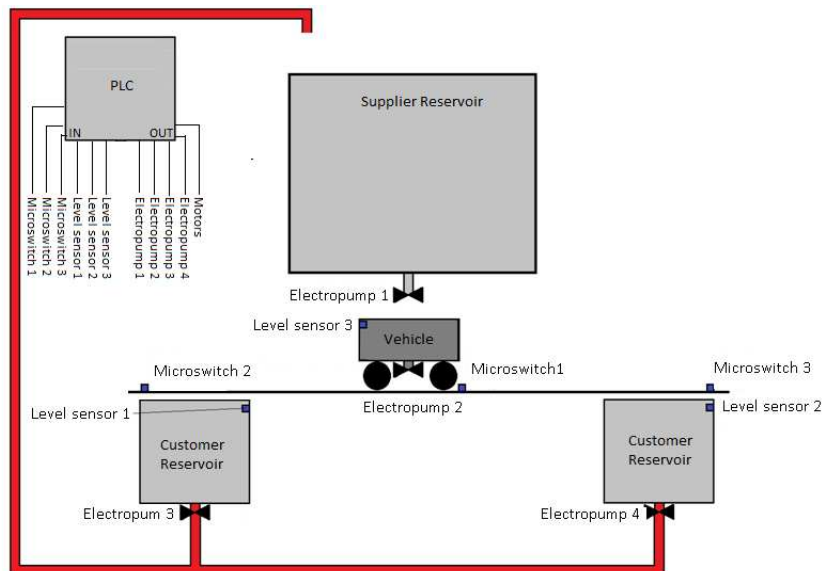 PLC
IN
OUT
Microswitch 1
Microswitch 2
Microswitch 3
Level sensor 1
Level sensor 2
Level sensor 3
Electropump 1
Electropump 2
Electropump 3
Electropump 4
Motors
Supplier Reservoir
Electropump 1
Level sensor 3
Vehicle
Microswitch 2
Microswitch1
Microswitch 3
Electropump 2
Level sensor 1
Level sensor 2
Customer
Reservoir
Customer
Reservoir
Electropum 3
Electropump 4